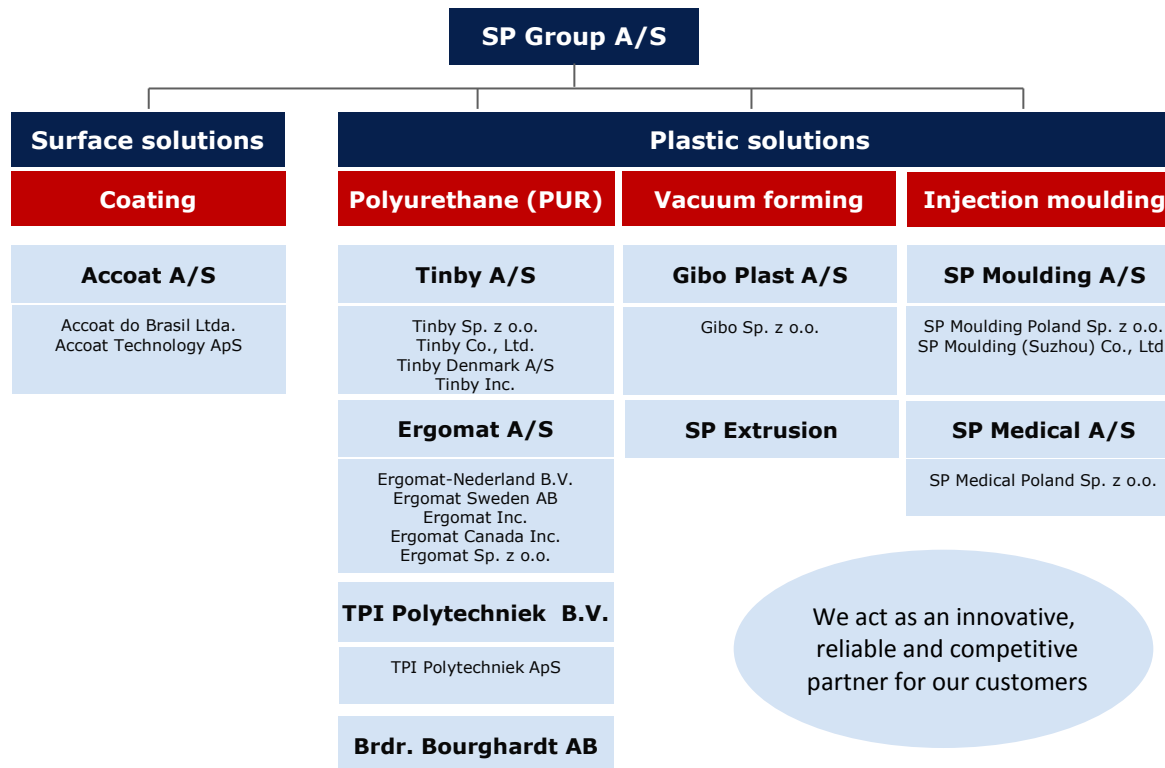 SP Group A/S
Surface solutions
Plastic solutions
Coating
Polyurethane (PUR)
Vacuum forming
Injection moulding
Accoat A/S
Accoat do Brasil Ltda.
Accoat Technology ApS
Tinby A/S
Tinby Sp. z o.o.
Tinby Co., Ltd.
Tinby Denmark A/S
Tinby Inc.
Ergomat A/S
Ergomat-Nederland B.V.
Ergomat Sweden AB
Ergomat Inc.
Ergomat Canada Inc.
Ergomat Sp. z o.o.
TPI Polytechniek B.V.
TPI Polytechniek ApS
Brdr. Bourghardt AB
Gibo Plast A/S
Gibo Sp. z o.o.
SP Extrusion
SP Moulding A/S
SP Moulding Poland Sp. z o.o.
SP Moulding (Suzhou) Co., Ltd
SP Medical A/S
SP Medical Poland Sp. z o.o.
We act as an innovative,
reliable and competitive
partner for our customers